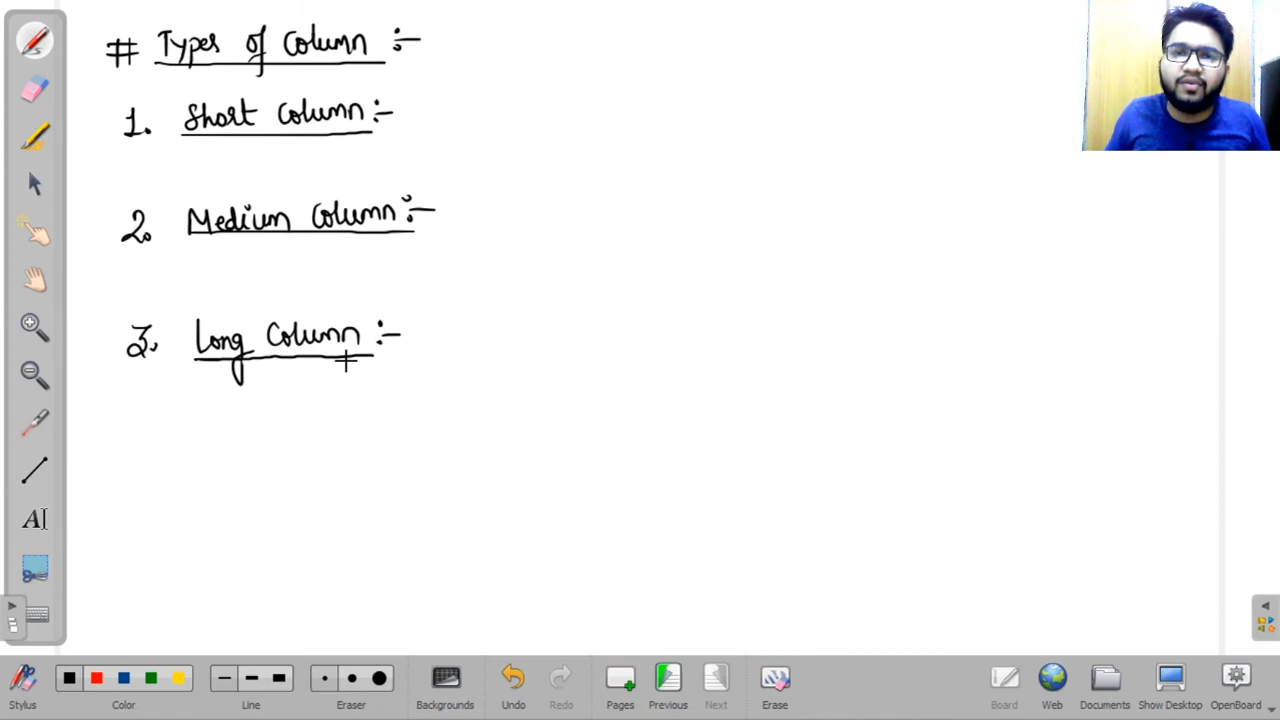 # Types of Column :-
1. Short Column :-
2. Medium Column :-
3. Long Column :-
AI
Stylus
Color
Line
Eraser
Backgrounds
Undo
Redo
Pages
Previous
Next
Erase
Board
Web
Documents
Show Desktop
OpenBoard